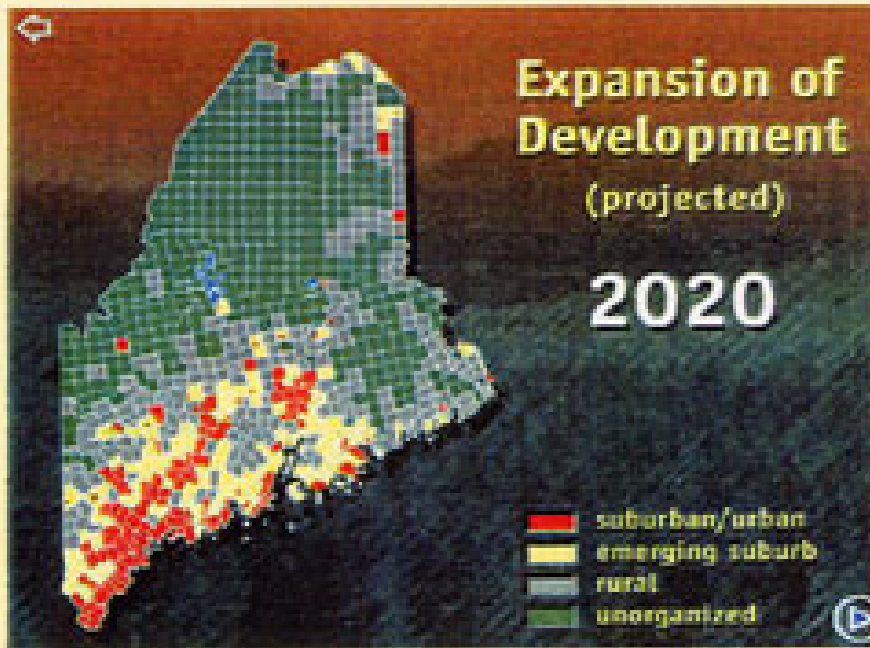 Expansion of
Development
(projected)
2020
suburban/urban
emerging suburb
rural
unorganized